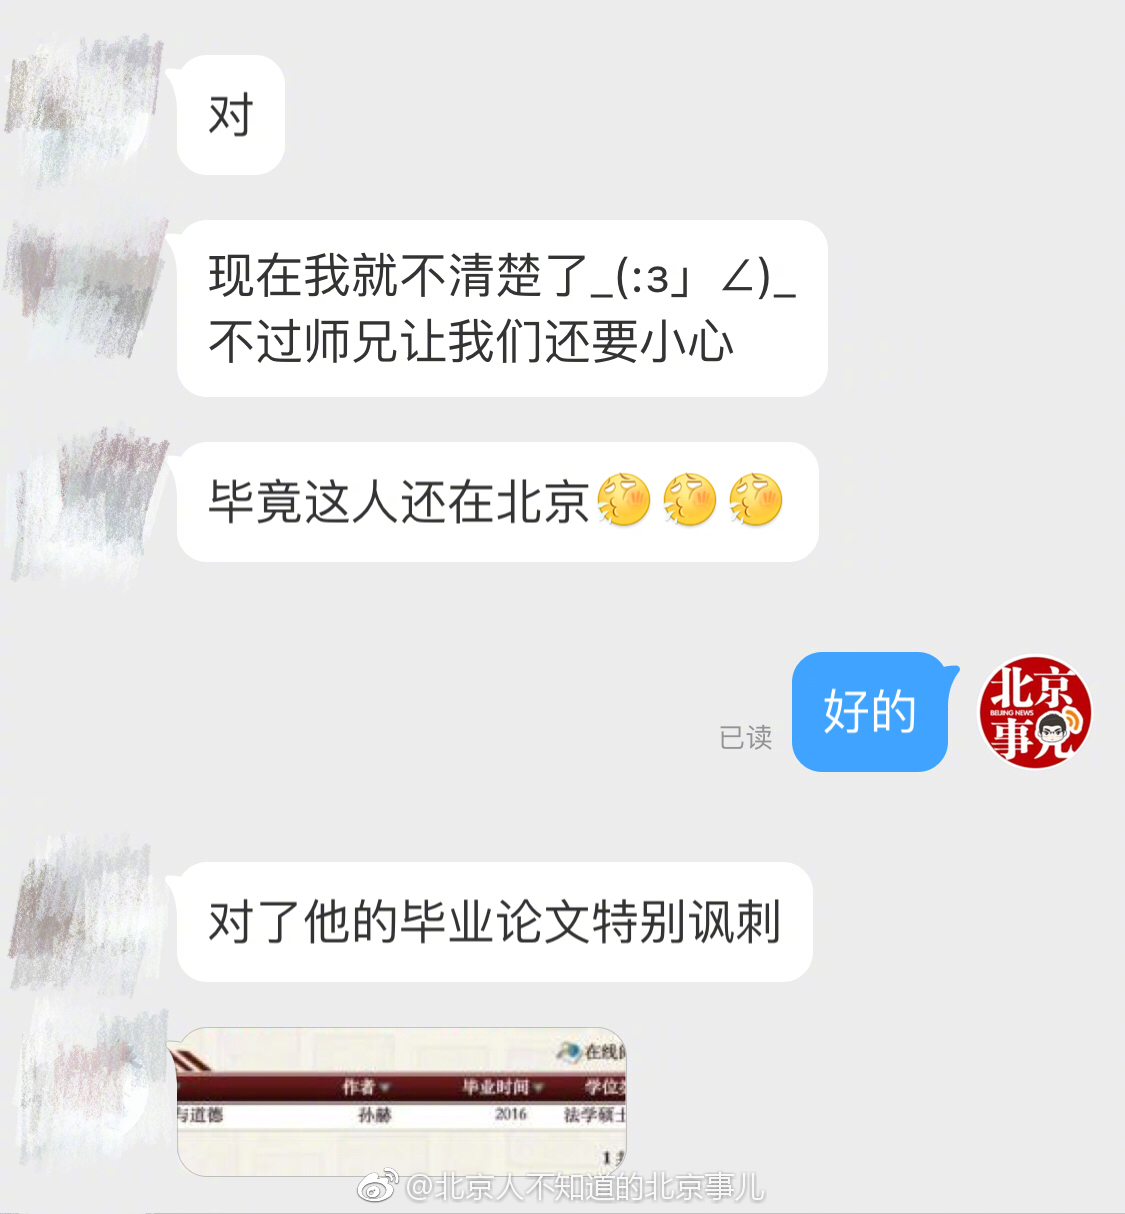 对
现在我就不清楚了_(:з」∠)_
不过师兄让我们还要小心
毕竟这人还在北京
已读
好的
北京
BEIJING NEWS
事儿
对了他的毕业论文特别讽刺
在线
作者 毕业时间 学位
与道德 孙赫 2016 法学硕士
1
@北京人不知道的北京事儿